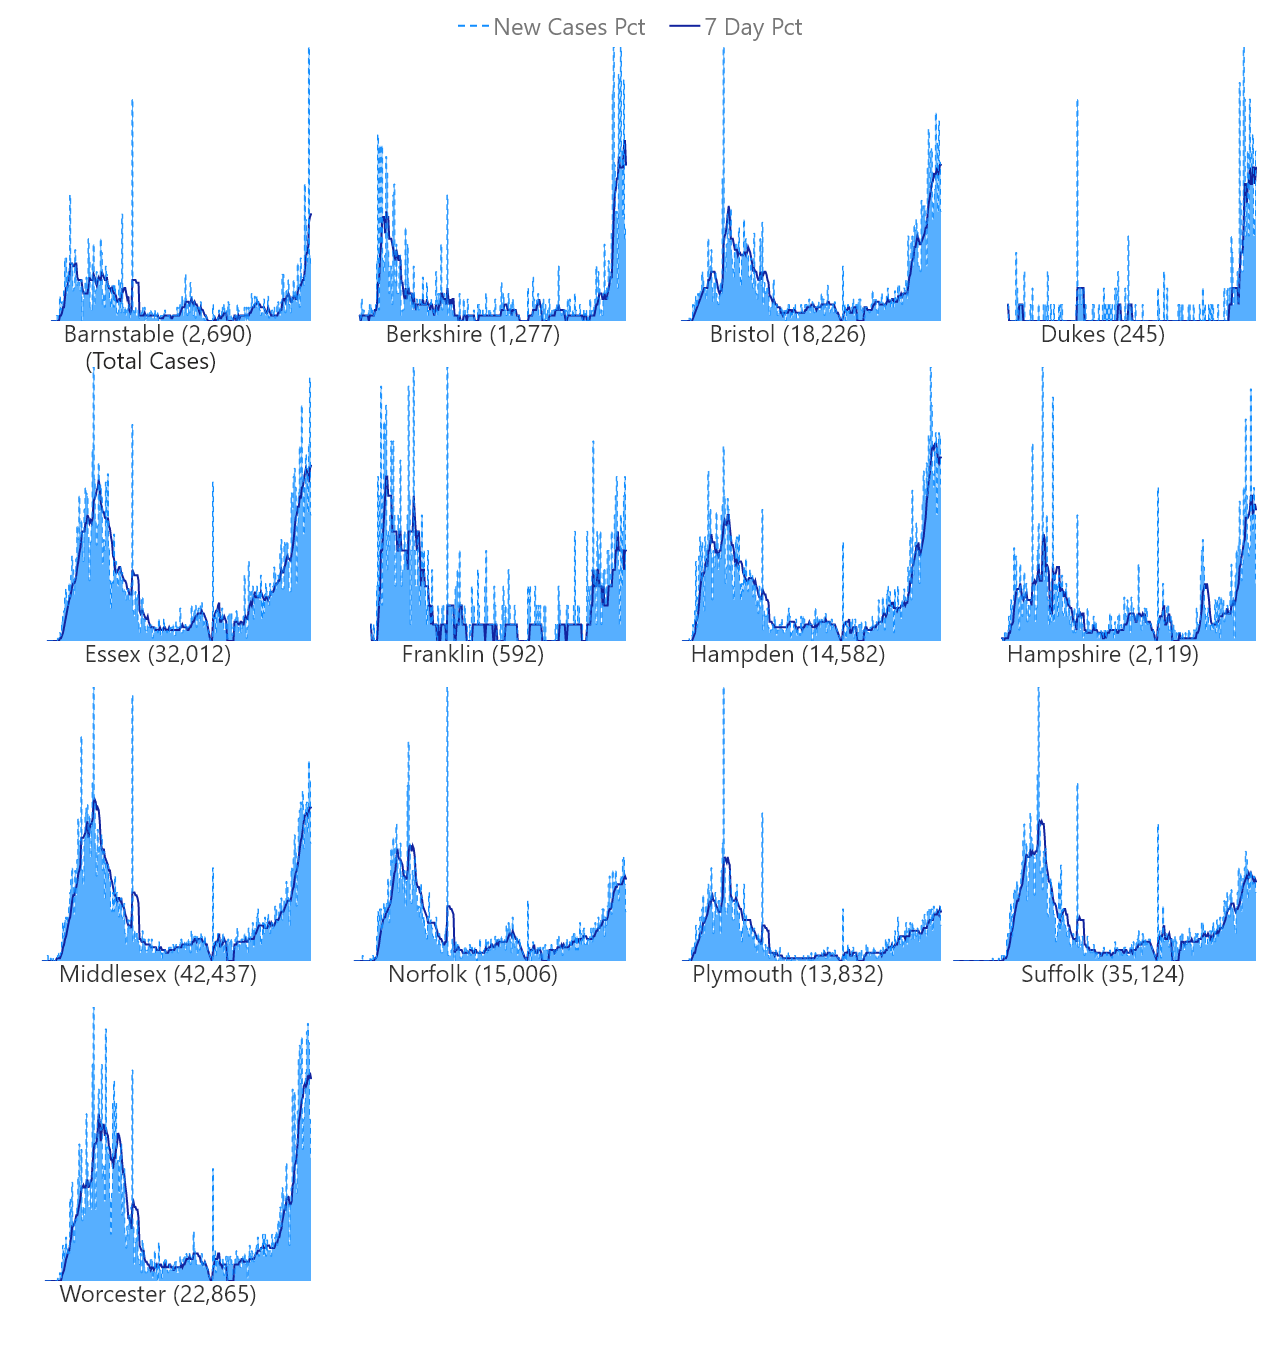 New Cases Pct 7 Day Pct
Barnstable (2,690) Berkshire (1,277) Bristol (18,226) Dukes (245)
(Total Cases)
Essex (32,012) Franklin (592) Hampden (14,582) Hampshire (2,119)
Middlesex (42,437) Norfolk (15,006) Plymouth (13,832) Suffolk (35,124)
Worcester (22,865)